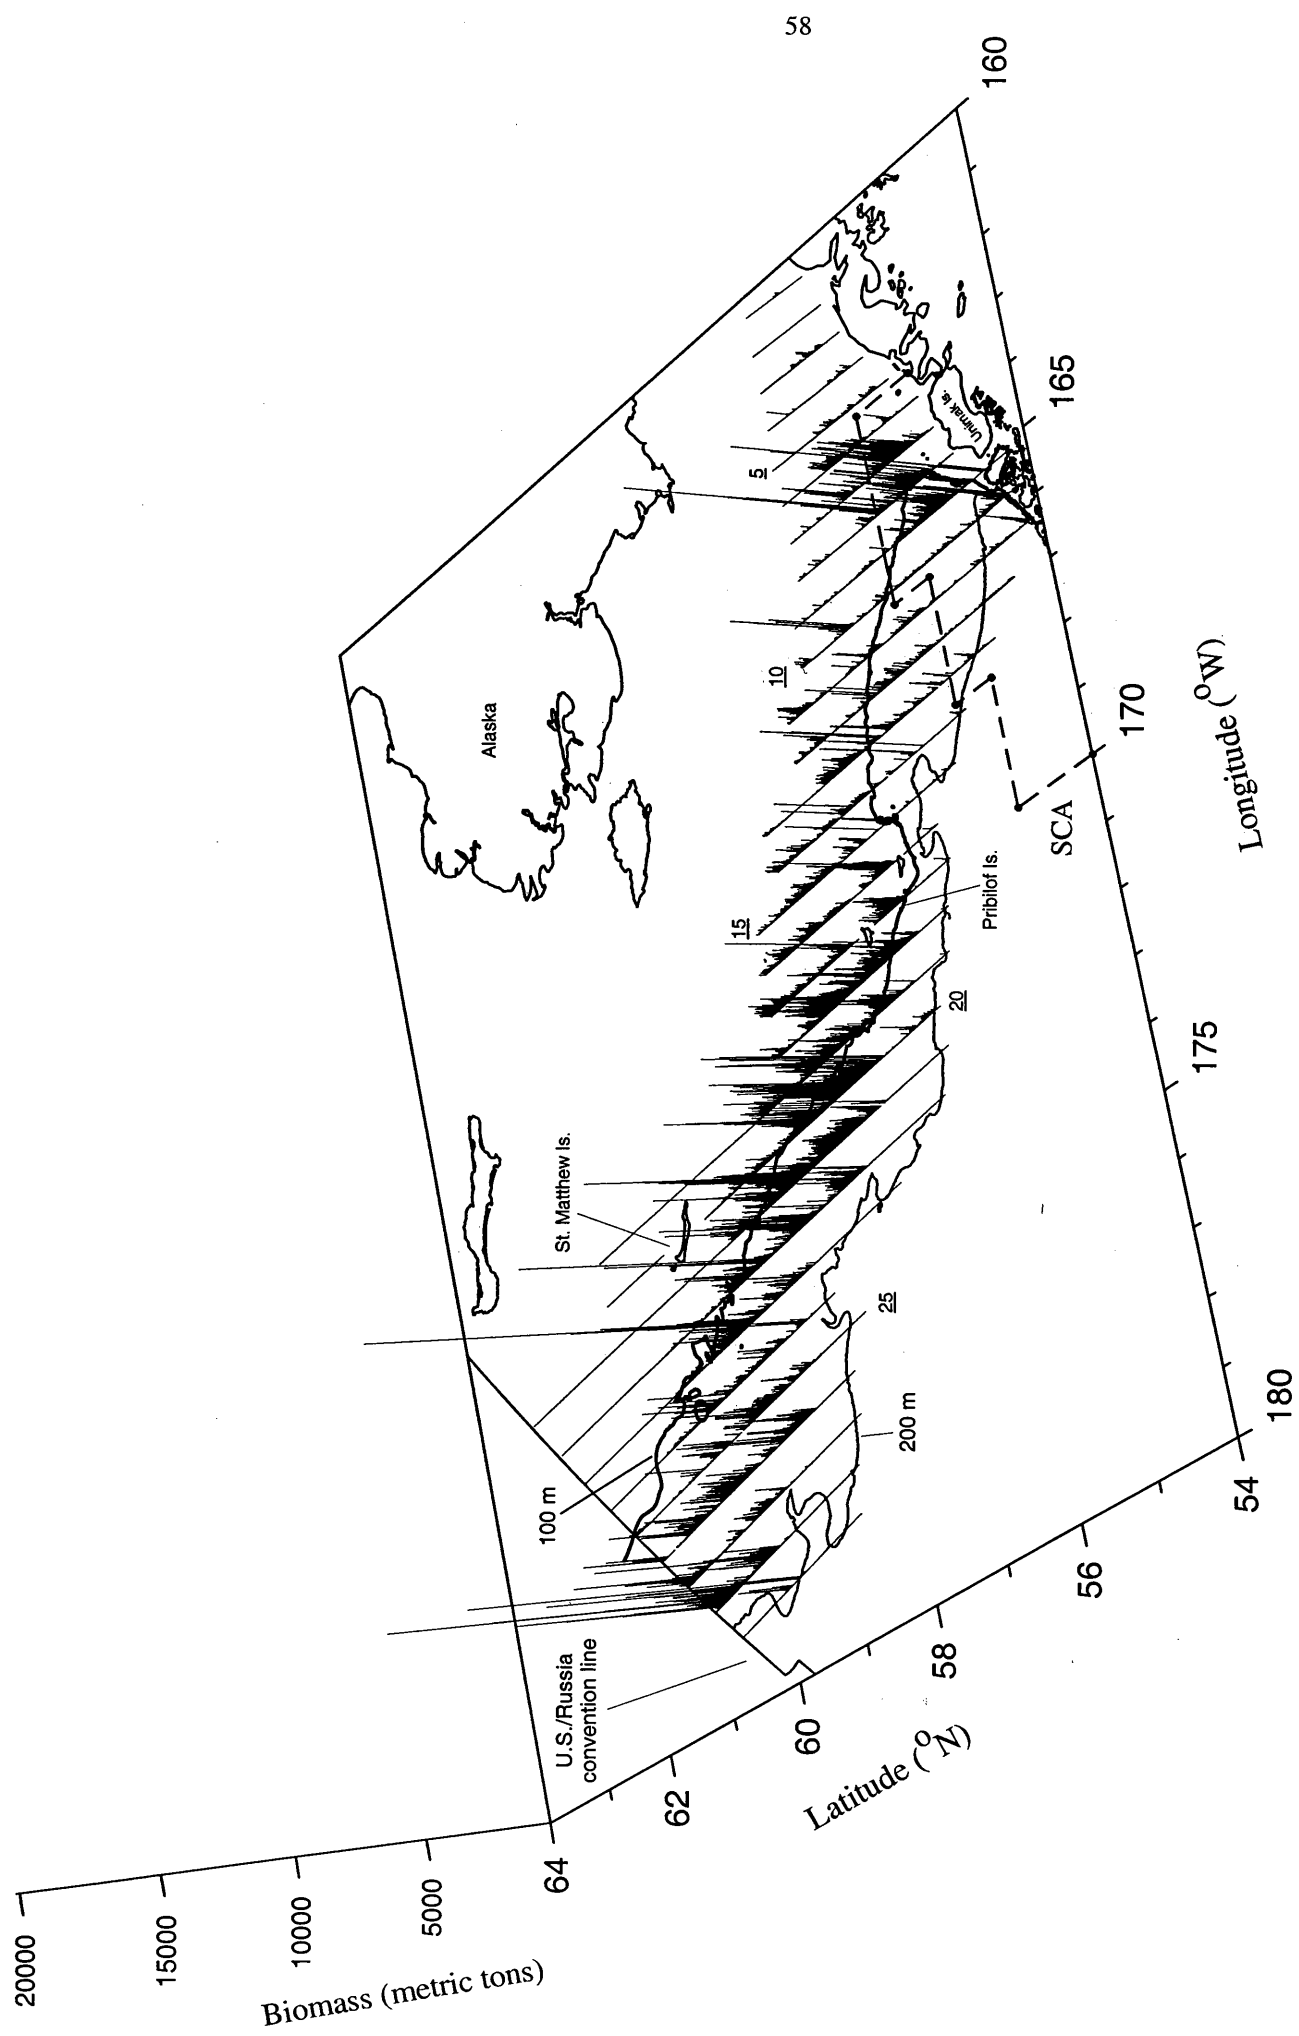 58
20000
15000
10000
5000
Biomass (metric tons)
64
62
60
58
56
54
Latitude (°N)
180
175
170
165
160
Longitude (°W)
U.S./Russia
convention line
100 m
200 m
St. Matthew Is.
Alaska
Pribilof Is.
SCA
Unimak Is.
5
10
15
20
25